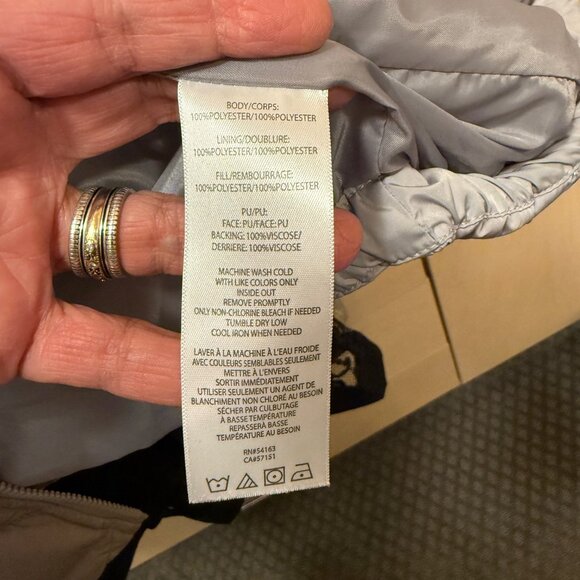 BODY/CORPS:
100%POLYESTER/100%POLYESTER
LINING/DOUBLURE:
100%POLYESTER/100%POLYESTER
FILL/REMBOURRAGE:
100%POLYESTER/100%POLYESTER
PU/PU:
FACE:PU/FACE:PU
BACKING:100%VISCOSE/
DERRIERE:100%VISCOSE
MACHINE WASH COLD
WITH LIKE COLORS ONLY
INSIDE OUT
REMOVE PROMPTLY
ONLY NON-CHLORINE BLEACH IF NEEDED
TUMBLE DRY LOW
COOL IRON WHEN NEEDED
LAVER À LA MACHINE À L'EAU FROIDE
AVEC COULEURS SEMBLABLES SEULEMENT
METTRE À L'ENVERS
SORTIR IMMÉDIATEMENT
UTILISER SEULEMENT UN AGENT DE
BLANCHIMENT NON CHLORÉ AU BESOIN
SÉCHER PAR CULBUTAGE
À BASSE TEMPÉRATURE
REPASSERÀ BASSE
TEMPÉRATURE AU BESOIN
RN#54163
CA#57151